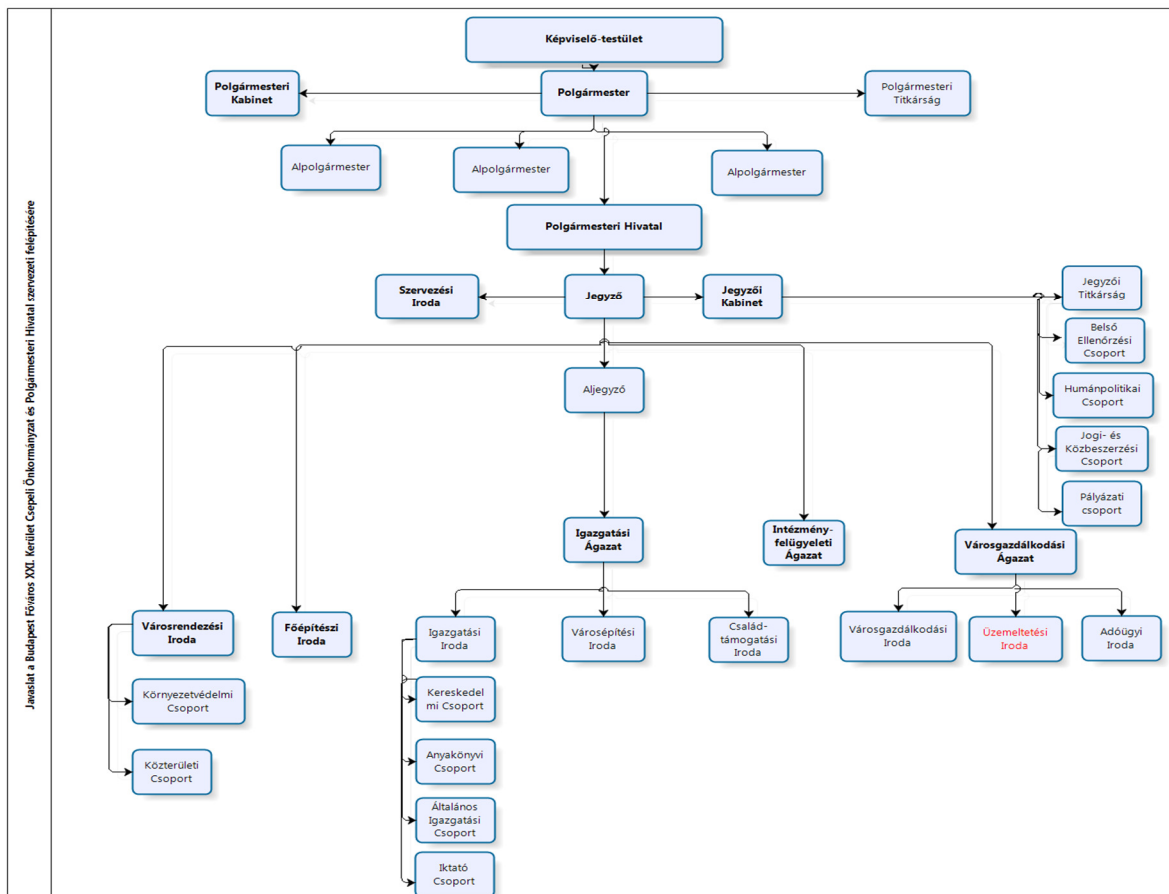 Javaslat a Budapest Főváros XXI. Kerület Csepeli Önkormányzat és Polgármesteri Hivatal szervezeti felépítésére
Képviselő-testület
Polgármesteri
Kabinet
Polgármester
Polgármesteri
Titkárság
Alpolgármester
Alpolgármester
Alpolgármester
Polgármesteri Hivatal
Szervezési
Iroda
Jegyző
Jegyzői
Kabinet
Jegyzői
Titkárság
Belső
Ellenőrzési
Csoport
Humánpolitikai
Csoport
Jogi- és
Közbeszerzési
Csoport
Pályázati
csoport
Aljegyző
Igazgatási
Ágazat
Intézmény-
felügyeleti
Ágazat
Városgazdálkodási
Ágazat
Városrendezési
Iroda
FőépítészI
Iroda
Igazgatási
Iroda
Városépítési
Iroda
Család-
támogatási
Iroda
Városgazdálkodási
Iroda
Üzemeltetési
Iroda
Adóügyi
Iroda
Környezetvédelmi
Csoport
Közterületi
Csoport
Kereskedel
mi Csoport
Anyakönyvi
Csoport
Általános
Igazgatási
Csoport
Iktató
Csoport